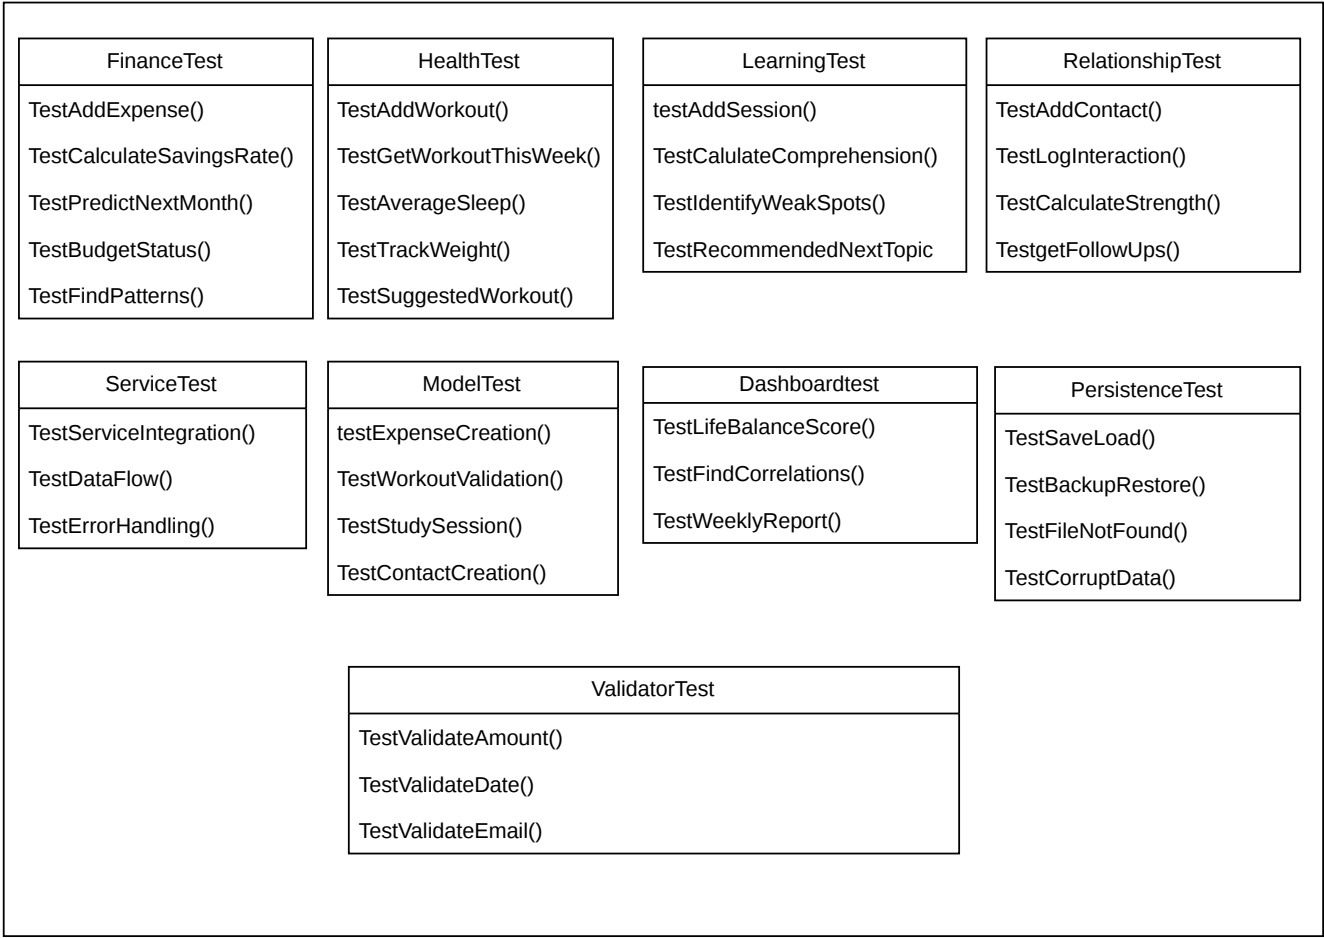 FinanceTest
TestAddExpense()
TestCalculateSavingsRate()
TestPredictNextMonth()
TestBudgetStatus()
TestFindPatterns()
HealthTest
TestAddWorkout()
TestGetWorkoutThisWeek()
TestAverageSleep()
TestTrackWeight()
TestSuggestedWorkout()
LearningTest
testAddSession()
TestCalulateComprehension()
TestIdentifyWeakSpots()
TestRecommendedNextTopic
RelationshipTest
TestAddContact()
TestLogInteraction()
TestCalculateStrength()
TestgetFollowUps()
ServiceTest
TestServiceIntegration()
TestDataFlow()
TestErrorHandling()
ModelTest
testExpenseCreation()
TestWorkoutValidation()
TestStudySession()
TestContactCreation()
Dashboardtest
TestLifeBalanceScore()
TestFindCorrelations()
TestWeeklyReport()
PersistenceTest
TestSaveLoad()
TestBackupRestore()
TestFileNotFound()
TestCorruptData()
ValidatorTest
TestValidateAmount()
TestValidateDate()
TestValidateEmail()